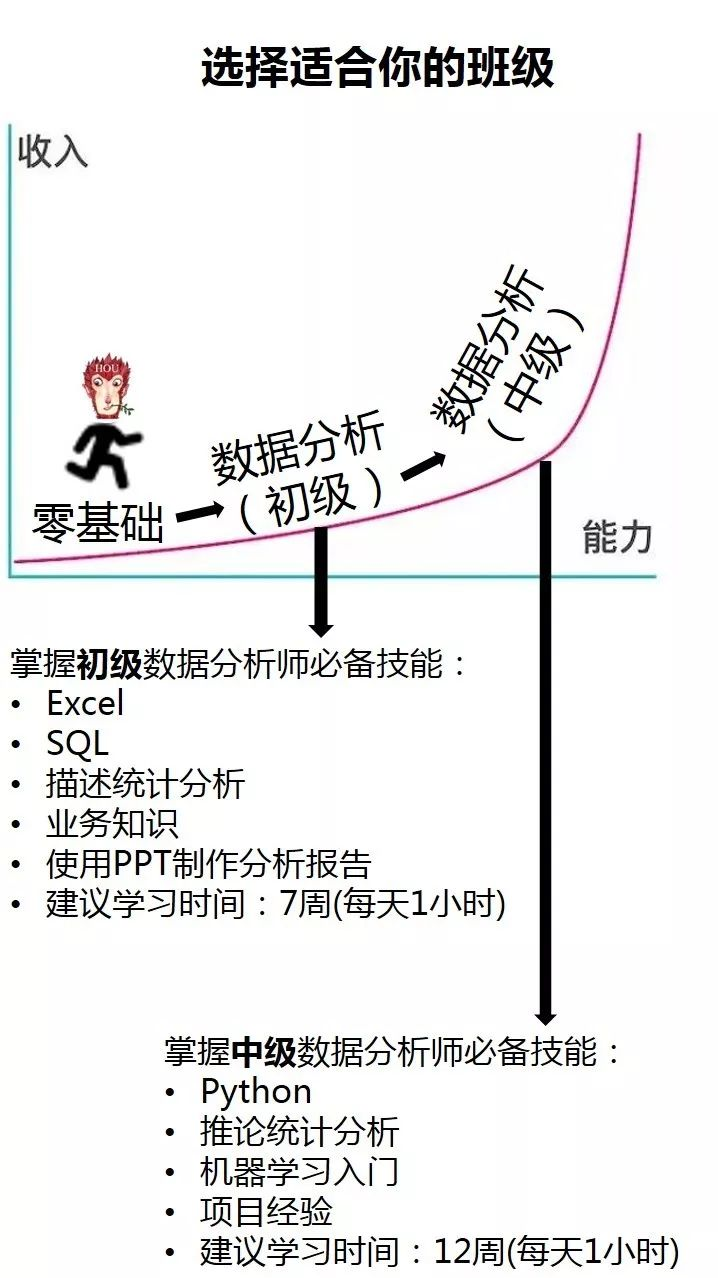 选择适合你的班级
收入
HOU
零基础
数据分析
（初级）
数据分析
（中级）
能力
掌握初级数据分析师必备技能：
• Excel
• SQL
• 描述统计分析
• 业务知识
• 使用PPT制作分析报告
• 建议学习时间：7周(每天1小时)
掌握中级数据分析师必备技能：
• Python
• 推论统计分析
• 机器学习入门
• 项目经验
• 建议学习时间：12周(每天1小时)